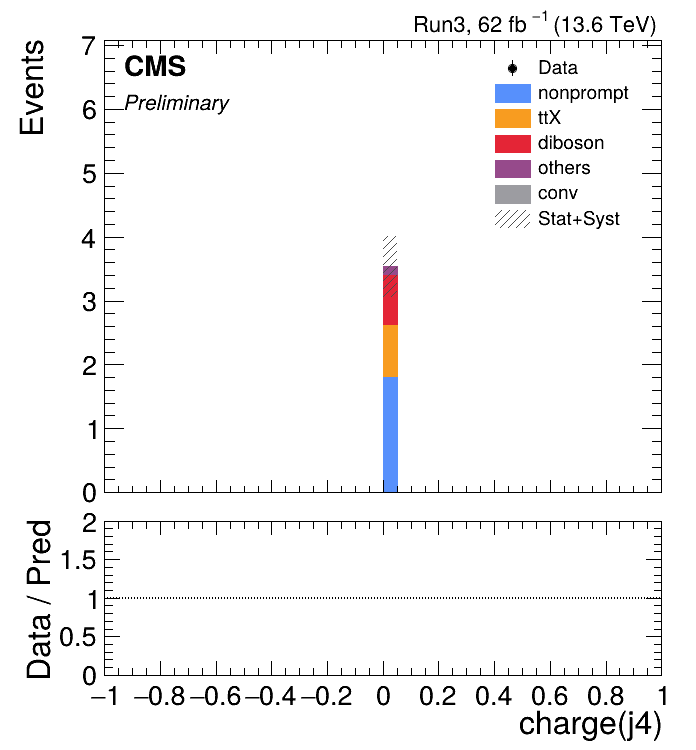 Run3, 62 fb⁻¹ (13.6 TeV)
CMS
Preliminary
Events
7
6
5
4
3
2
1
0
Data
nonprompt
ttX
diboson
others
conv
Stat+Syst
Data / Pred
2
1.5
1
0.5
0
−1 −0.8 −0.6 −0.4 −0.2 0 0.2 0.4 0.6 0.8 1
charge(j4)